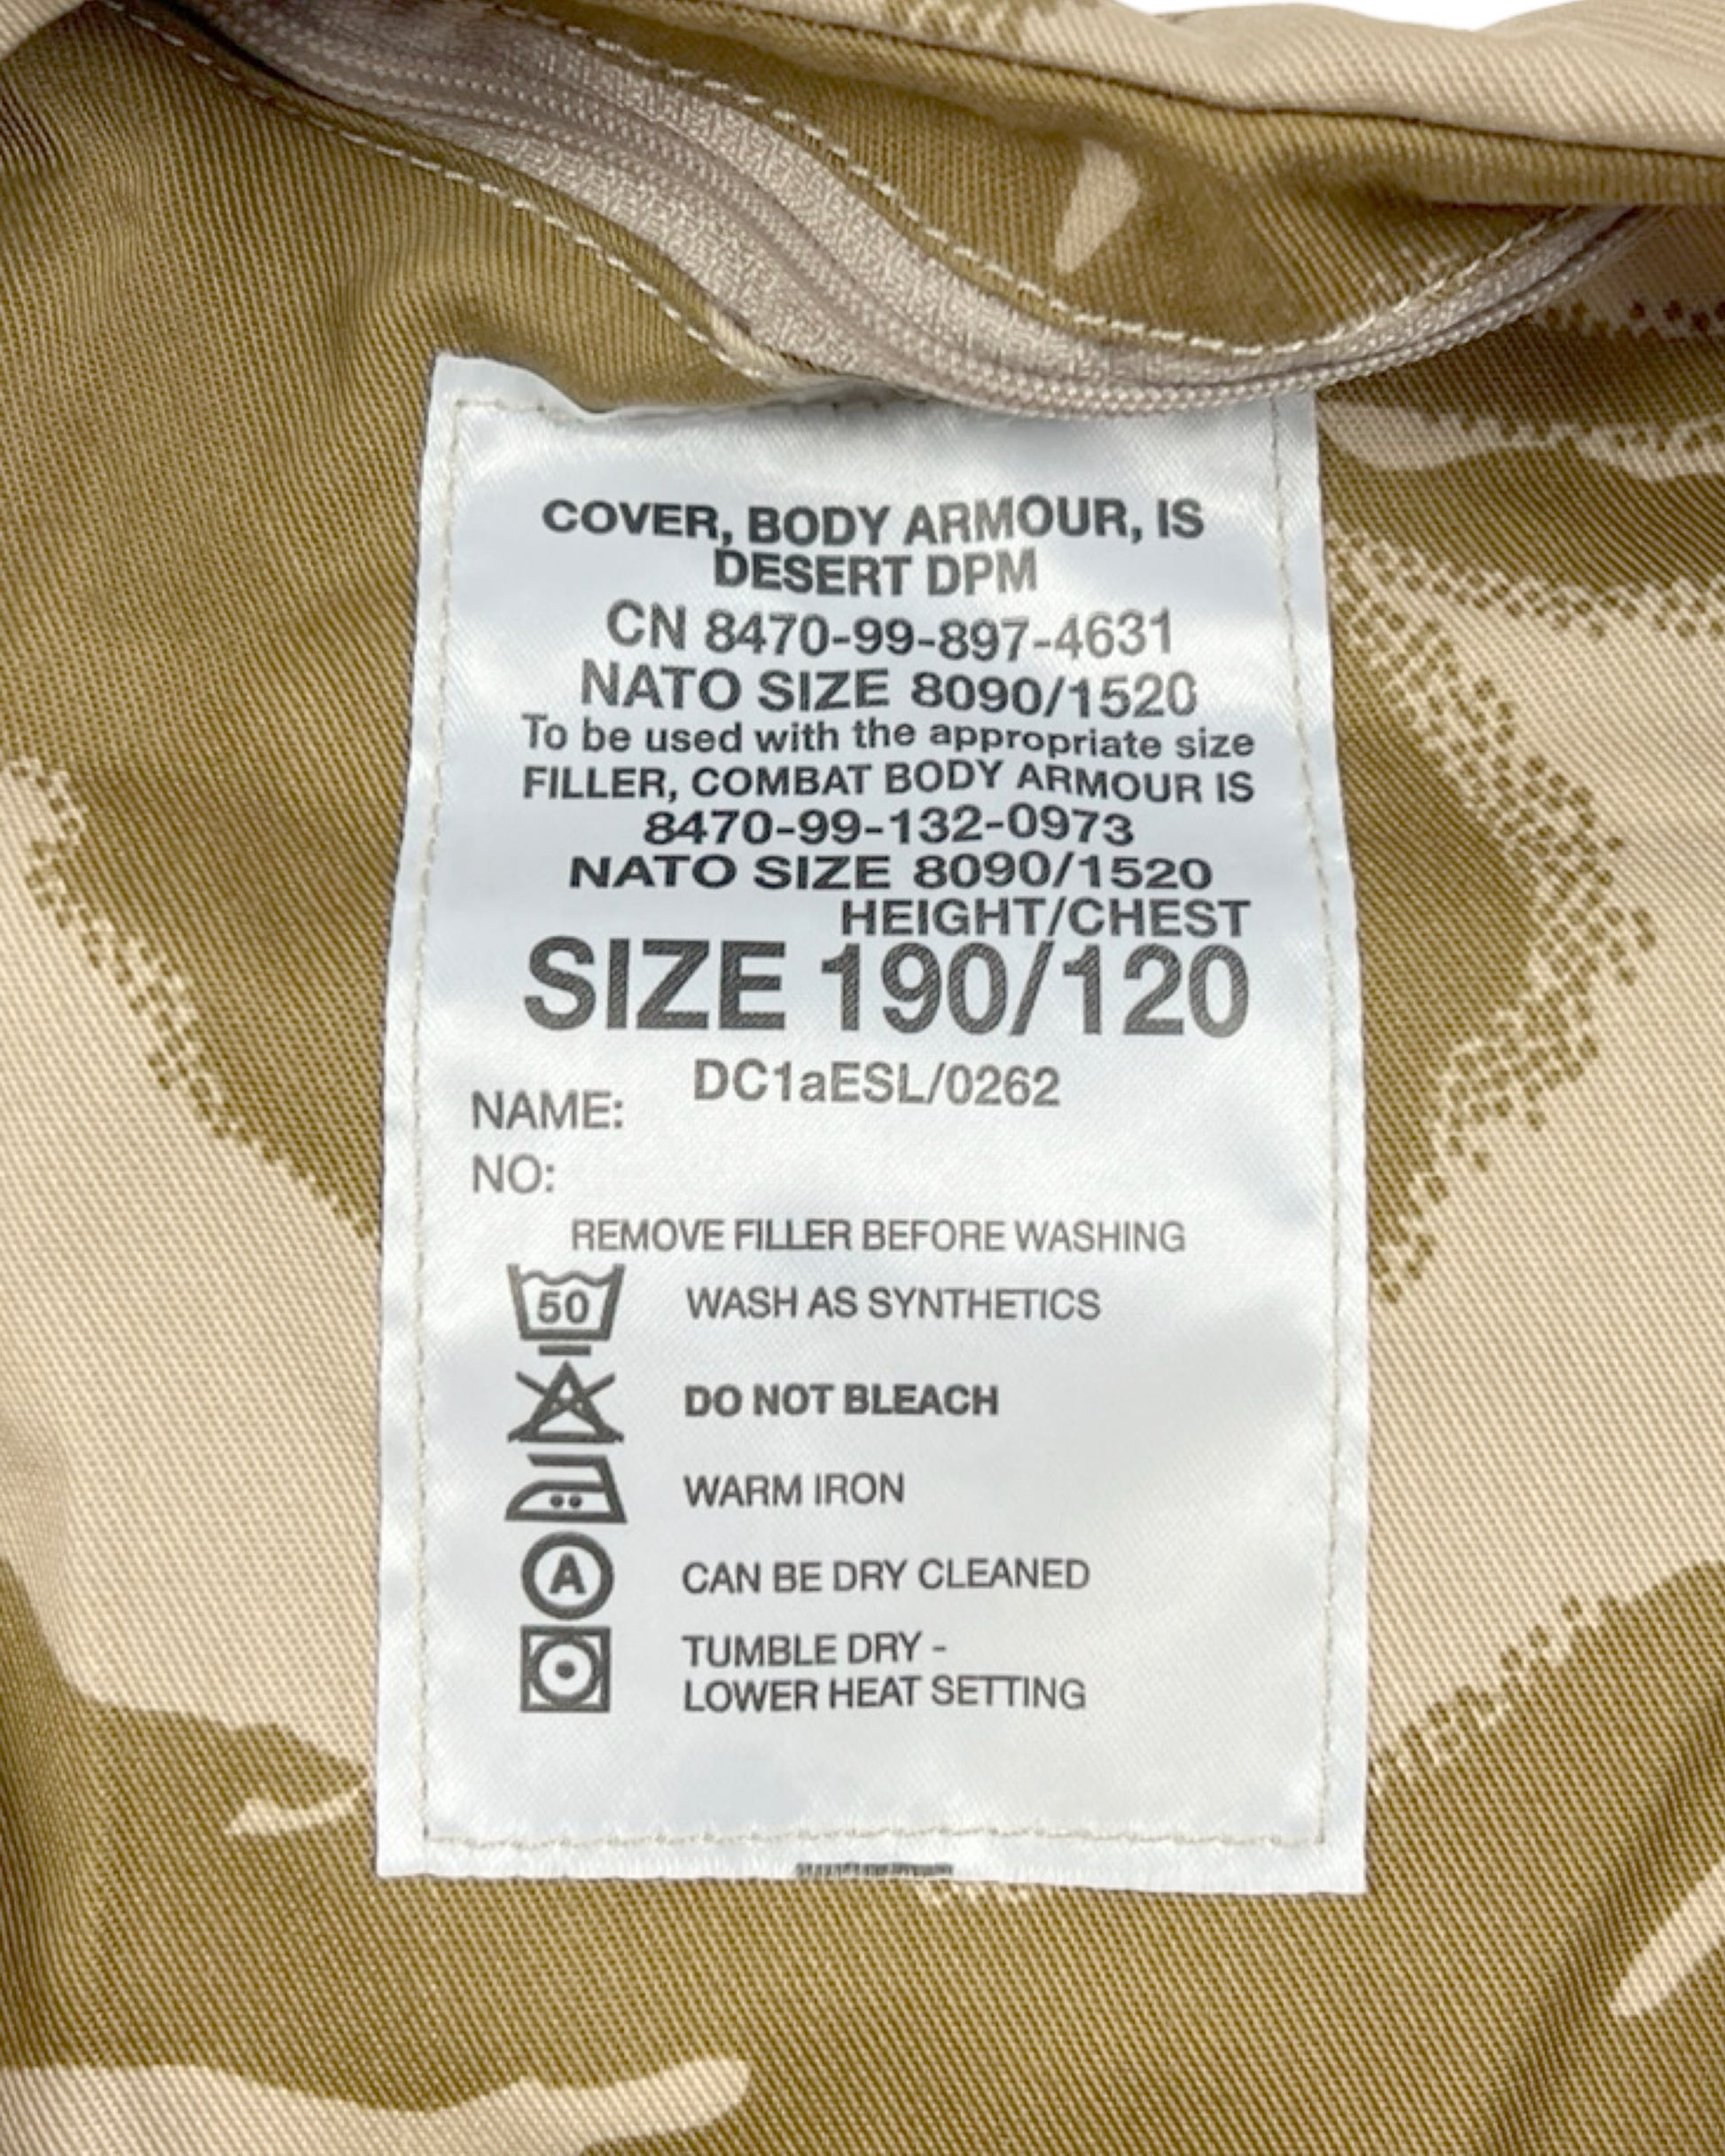 COVER, BODY ARMOUR, IS
DESERT DPM
CN 8470-99-897-4631
NATO SIZE 8090/1520
To be used with the appropriate size
FILLER, COMBAT BODY ARMOUR IS
8470-99-132-0973
NATO SIZE 8090/1520
HEIGHT/CHEST
SIZE 190/120
DC1aESL/0262
NAME:
NO:
REMOVE FILLER BEFORE WASHING
50 WASH AS SYNTHETICS
DO NOT BLEACH
WARM IRON
A CAN BE DRY CLEANED
TUMBLE DRY -
LOWER HEAT SETTING